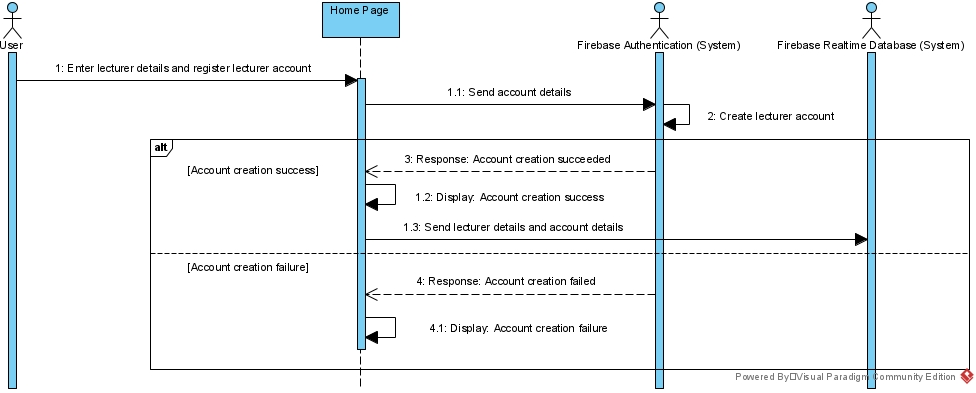 Home Page
User
Firebase Authentication (System)
Firebase Realtime Database (System)
1: Enter lecturer details and register lecturer account
1.1: Send account details
2: Create lecturer account
alt
3: Response: Account creation succeeded
[Account creation success]
1.2: Display: Account creation success
1.3: Send lecturer details and account details
[Account creation failure]
4: Response: Account creation failed
4.1: Display: Account creation failure
Powered By Visual Paradigm Community Edition